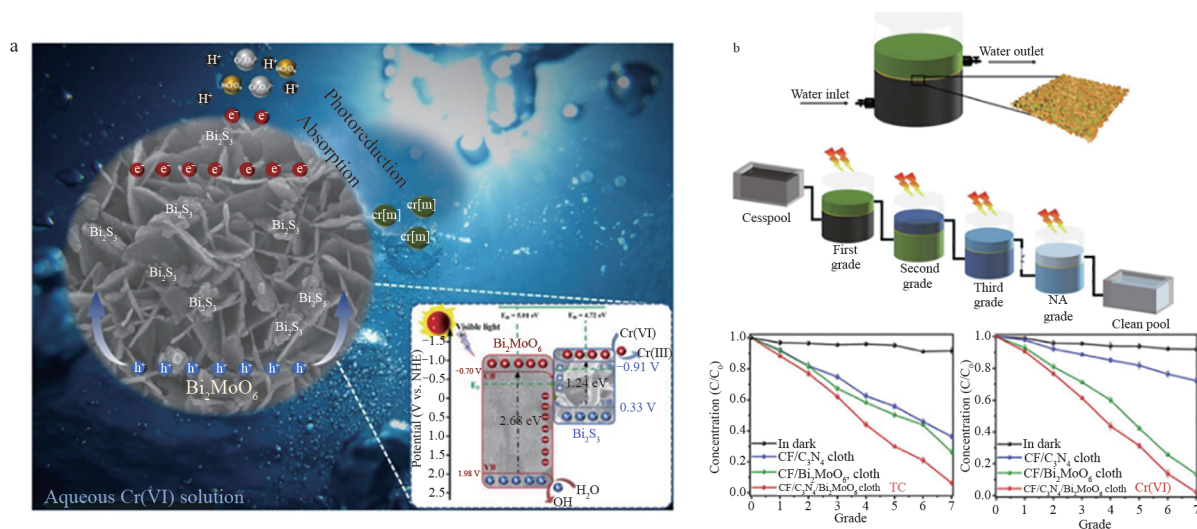 a
H⁺
H⁺
H⁺
H⁺
H⁺
e⁻ e⁻
Bi₂S₃
Photoreduction
Absorption
e⁻ e⁻ e⁻ e⁻ e⁻ e⁻ e⁻
cr[m]
cr[m]
cr[m]
Bi₂S₃
Bi₂S₃
Bi₂S₃
Bi₂S₃
Bi₂S₃
Bi₂S₃
Bi₂S₃
h⁺ h⁺ h⁺ h⁺ h⁺ h⁺ h⁺
Bi₂MoO₆
Aqueous Cr(VI) solution
Visible light
Bi₂MoO₆
Cr(VI)
Cr(III)
Potential (V vs. NHE)
−1.5
−1.0
−0.5
0
0.5
1.0
1.5
2.0
2.5
−0.70 V
CB
2.68 eV
1.24 eV
−0.91 V
VB
0.33 V
Bi₂S₃
1.98 V
VB
H₂O
OH
b
Water outlet
Water inlet
Cesspool
First
grade
Second
grade
Third
grade
NA
grade
Clean pool
Concentration (C/C₀)
1.0
0.8
0.6
0.4
0.2
0.0
In dark
CF/C₃N₄ cloth
CF/Bi₂MoO₆, cloth
CF/C₃N₄/Bi₂MoO₆ cloth
TC
0 1 2 3 4 5 6 7
Grade
Concentration (C/C₀)
1.0
0.8
0.6
0.4
0.2
0.0
In dark
CF/C₃N₄ cloth
CF/Bi₂MoO₆ cloth
CF/C₃N₄/Bi₂MoO₆ cloth
Cr(VI)
0 1 2 3 4 5 6 7
Grade